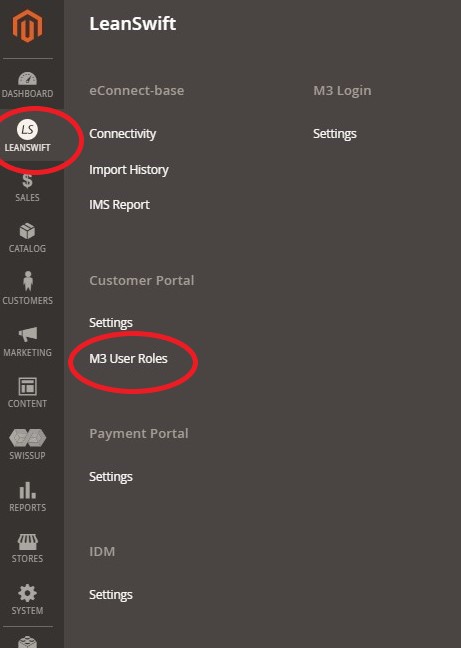 LeanSwift
DASHBOARD
LS
LEANSWIFT
SALES
CATALOG
CUSTOMERS
MARKETING
CONTENT
SWISSUP
REPORTS
STORES
SYSTEM
eConnect-base
Connectivity
Import History
IMS Report
M3 Login
Settings
Customer Portal
Settings
M3 User Roles
Payment Portal
Settings
IDM
Settings